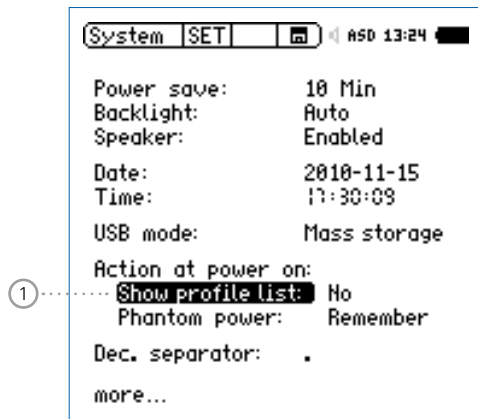 System SET ASD 13:24
Power save: 10 Min
Backlight: Auto
Speaker: Enabled
Date: 2010-11-15
Time: 17:30:09
USB mode: Mass storage
Action at power on:
1 Show profile list: No
Phantom power: Remember
Dec. separator: .
more...